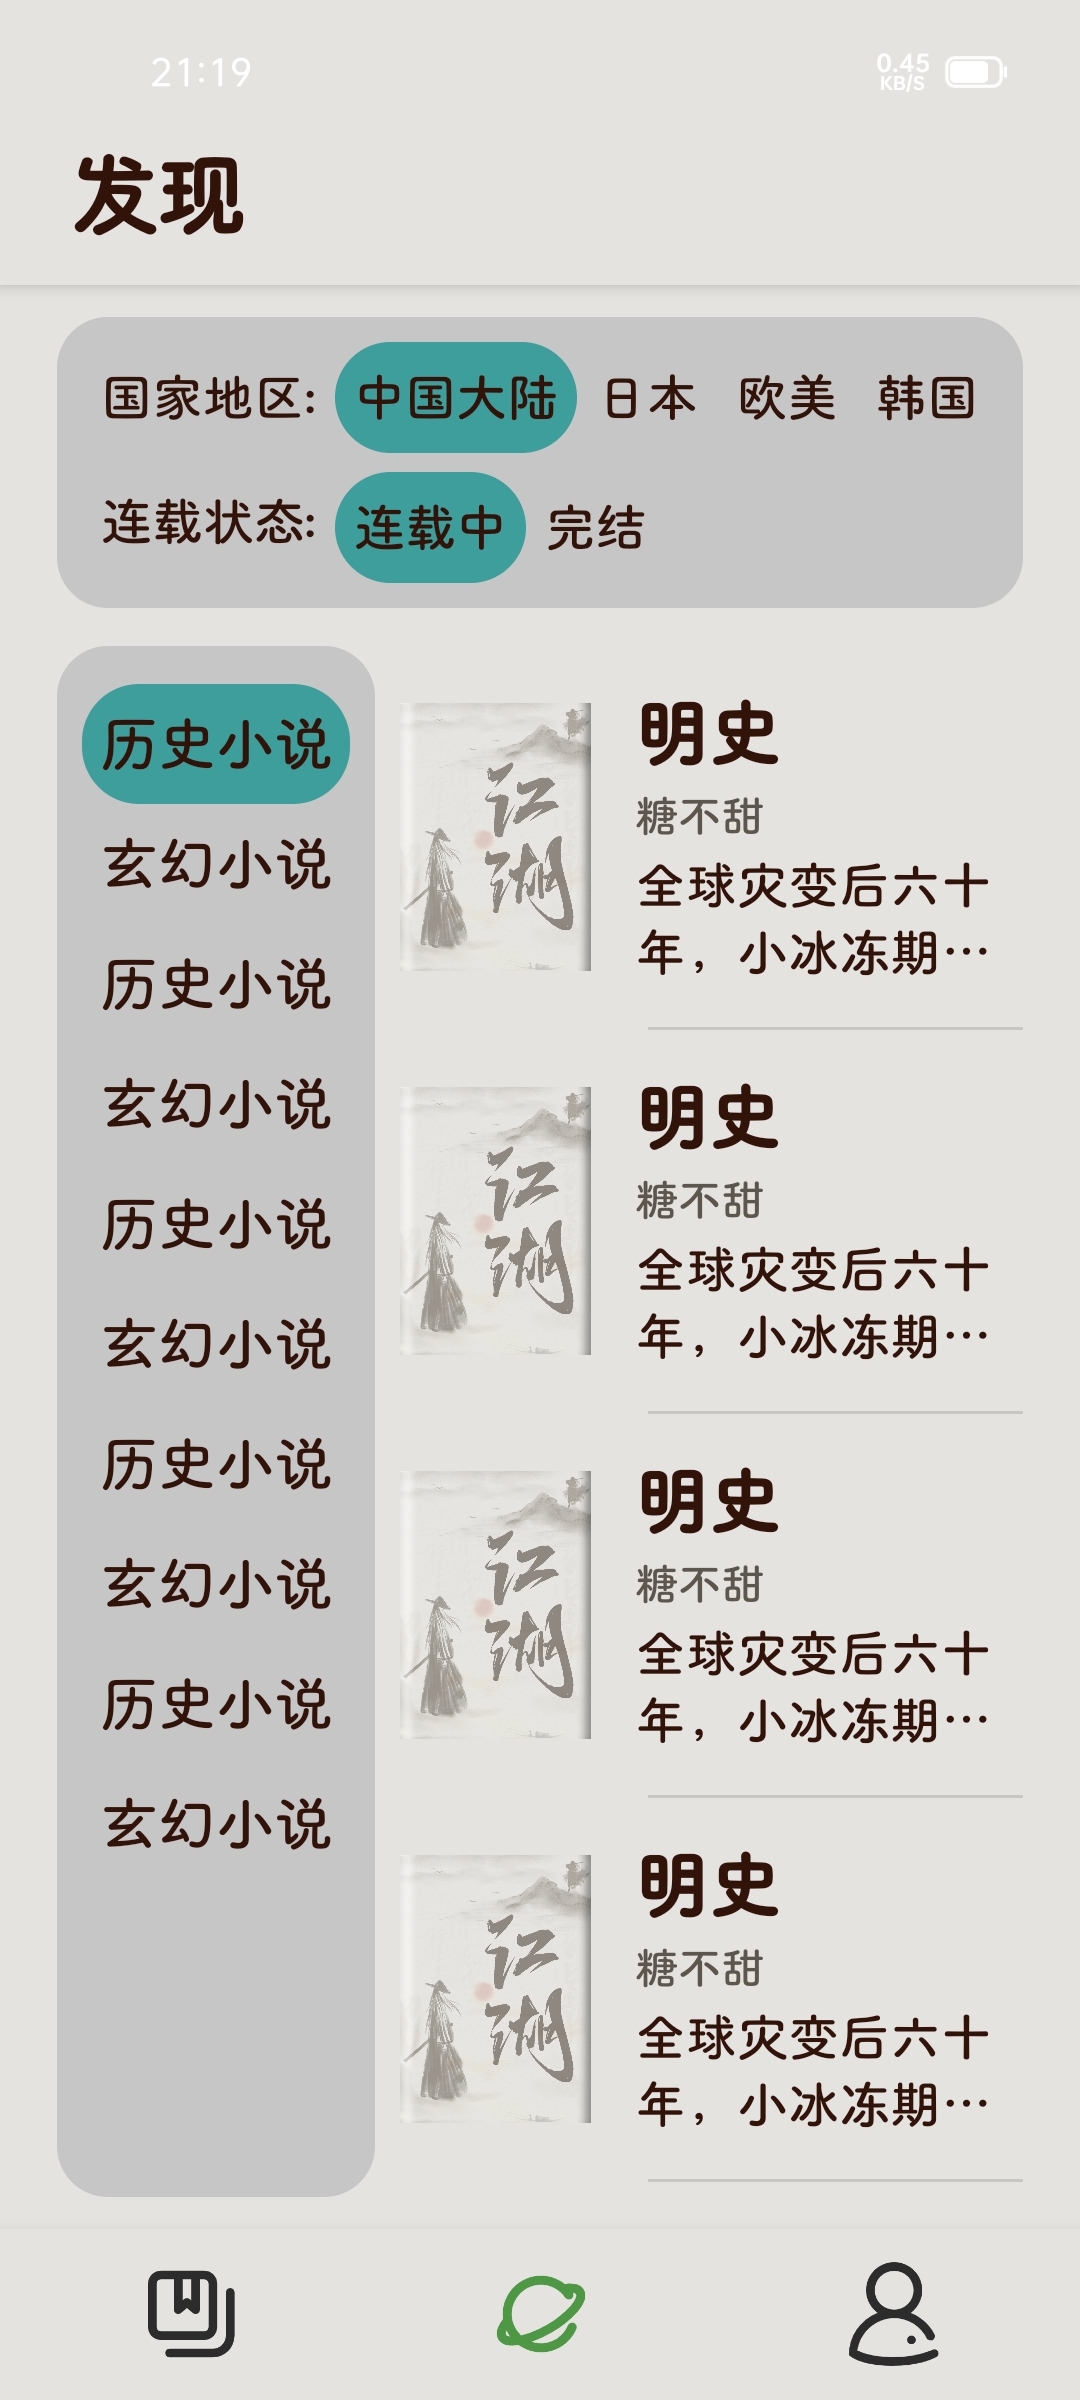 21:19
0.45
KB/S
发现
国家地区: 中国大陆 日本 欧美 韩国
连载状态: 连载中 完结
历史小说
玄幻小说
历史小说
玄幻小说
历史小说
玄幻小说
历史小说
玄幻小说
历史小说
玄幻小说
江湖
明史
糖不甜
全球灾变后六十
年，小冰冻期…
江湖
明史
糖不甜
全球灾变后六十
年，小冰冻期…
江湖
明史
糖不甜
全球灾变后六十
年，小冰冻期…
江湖
明史
糖不甜
全球灾变后六十
年，小冰冻期…